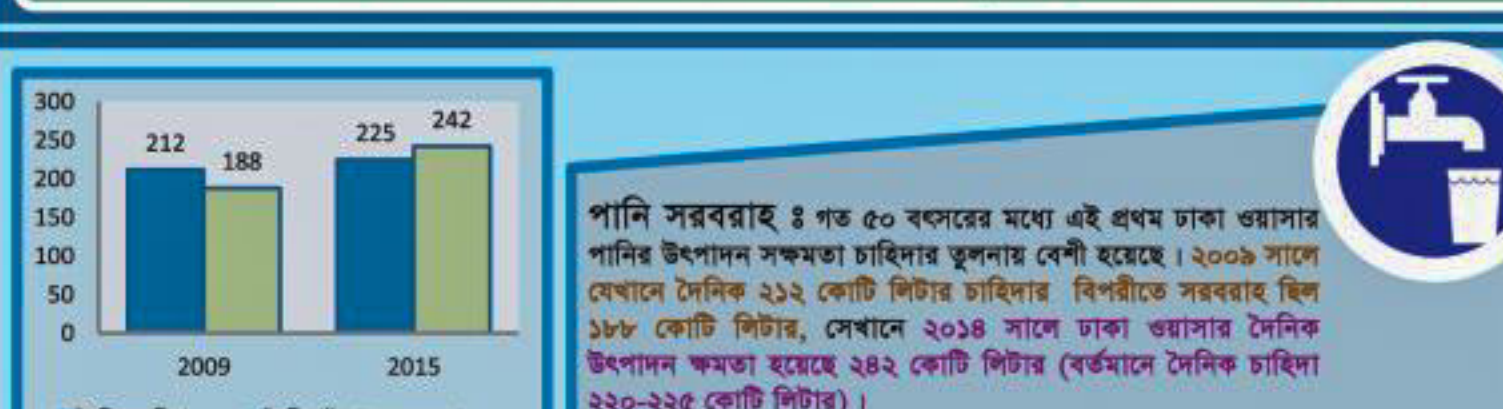 300
250
200
150
100
50
0
212
188
225
242
2009
2015
পানি সরবরাহ ঃ গত ৫০ বৎসরের মধ্যে এই প্রথম ঢাকা ওয়াসার
পানির উৎপাদন সক্ষমতা চাহিদার তুলনায় বেশী হয়েছে। ২০০৯ সালে
যেখানে দৈনিক ২১২ কোটি লিটার চাহিদার বিপরীতে সরবরাহ ছিল
১৮৮ কোটি লিটার, সেখানে ২০১৪ সালে ঢাকা ওয়াসার দৈনিক
উৎপাদন ক্ষমতা হয়েছে ২৪২ কোটি লিটার (বর্তমানে দৈনিক চাহিদা
২২০-২২৫ কোটি লিটার)।